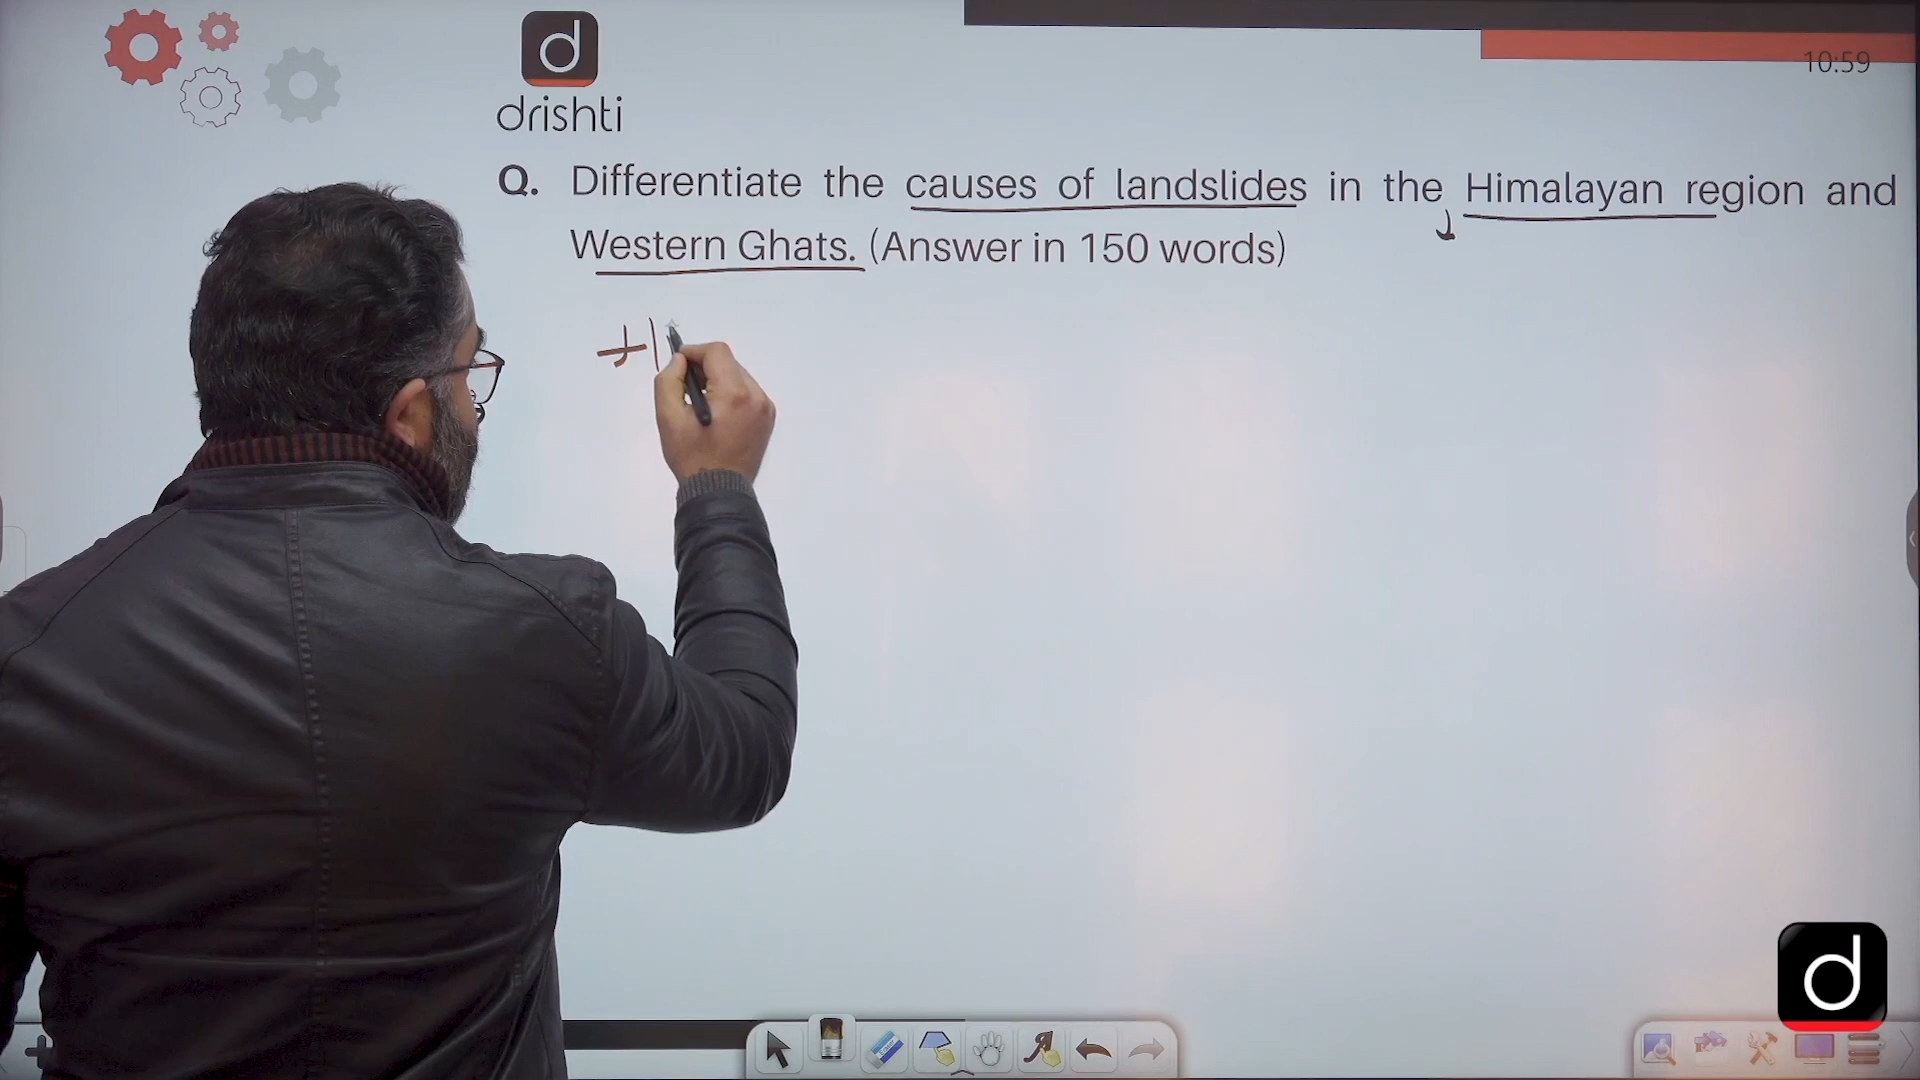 drishti
10:59
Q. Differentiate the causes of landslides in the Himalayan region and
Western Ghats. (Answer in 150 words)
d